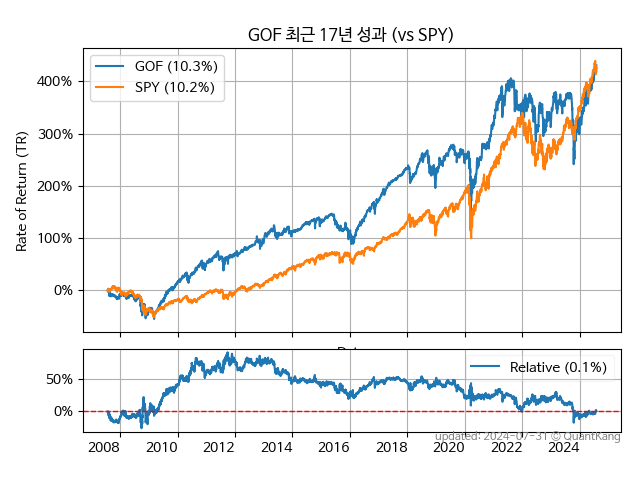 GOF 최근 17년 성과 (vs SPY)
GOF (10.3%)
SPY (10.2%)
Rate of Return (TR)
400%
300%
200%
100%
0%
Relative (0.1%)
50%
0%
2008 2010 2012 2014 2016 2018 2020 2022 2024
updated: 2024-07-31 © QuantKang